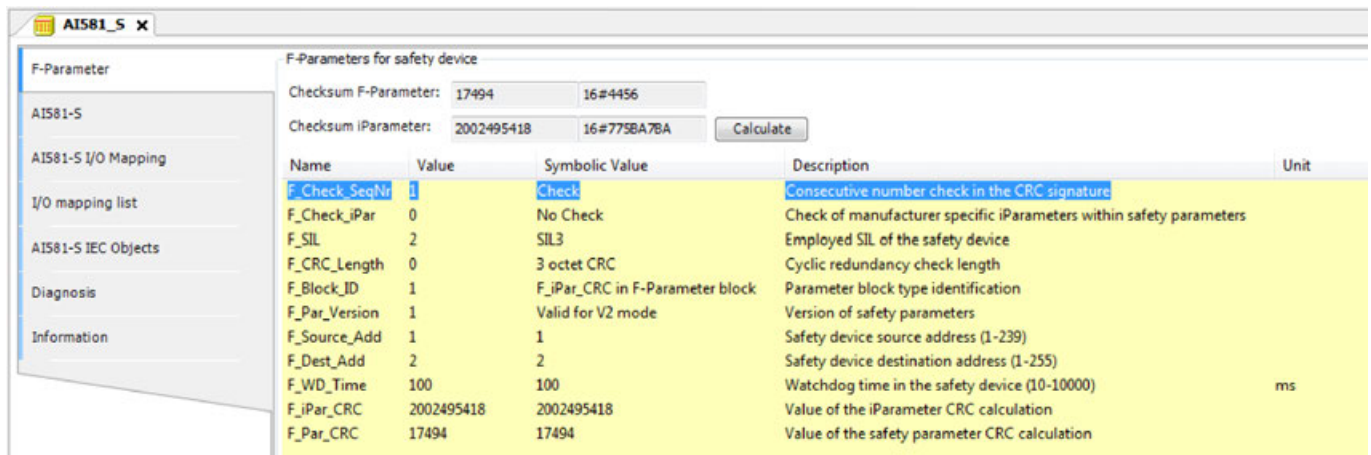 AI581_S X
F-Parameter
AI581-S
AI581-S I/O Mapping
I/O mapping list
AI581-S IEC Objects
Diagnosis
Information
F-Parameters for safety device
Checksum F-Parameter: 17494 16#4456
Checksum iParameter: 2002495418 16#775BA7BA Calculate
Name Value Symbolic Value Description Unit
F_Check_SeqNr 1 Check Consecutive number check in the CRC signature
F_Check_iPar 0 No Check Check of manufacturer specific iParameters within safety parameters
F_SIL 2 SIL3 Employed SIL of the safety device
F_CRC_Length 0 3 octet CRC Cyclic redundancy check length
F_Block_ID 1 F_iPar_CRC in F-Parameter block Parameter block type identification
F_Par_Version 1 Valid for V2 mode Version of safety parameters
F_Source_Add 1 1 Safety device source address (1-239)
F_Dest_Add 2 2 Safety device destination address (1-255)
F_WD_Time 100 100 Watchdog time in the safety device (10-10000) ms
F_iPar_CRC 2002495418 2002495418 Value of the iParameter CRC calculation
F_Par_CRC 17494 17494 Value of the safety parameter CRC calculation